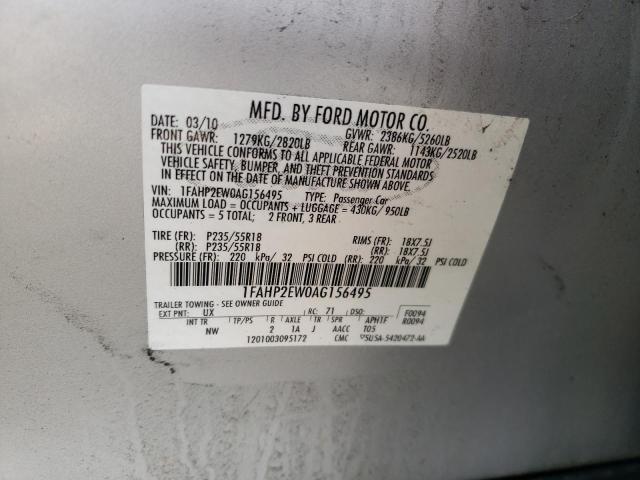 MFD. BY FORD MOTOR CO.
DATE: 03/10 GVWR: 2386KG/5260LB
FRONT GAWR: 1279KG/2820LB REAR GAWR: 1143KG/2520LB
THIS VEHICLE CONFORMS TO ALL APPLICABLE FEDERAL MOTOR
VEHICLE SAFETY, BUMPER, AND THEFT PREVENTION STANDARDS
IN EFFECT ON THE DATE OF MANUFACTURE SHOWN ABOVE.
VIN: 1FAHP2EW0AG156495 TYPE: Passenger Car
MAXIMUM LOAD = OCCUPANTS + LUGGAGE = 430KG/ 950LB
OCCUPANTS = 5 TOTAL; 2 FRONT, 3 REAR
TIRE (FR): P235/55R18 RIMS (FR): 18X7.5J
(RR): P235/55R18 (RR): 18X7.5J
PRESSURE (FR): 220 kPa/ 32 PSI COLD (RR): 220 kPa/ 32 PSI COLD
1FAHP2EW0AG156495
TRAILER TOWING - SEE OWNER GUIDE
EXT PNT: UX RC: 71 DSO: F0094
R0094
INT TR TP/PS R AXLE TR SPR APHTF
NW 2 1A J AACC T05
1201003095172 CMC 5U5A-5420472-AA